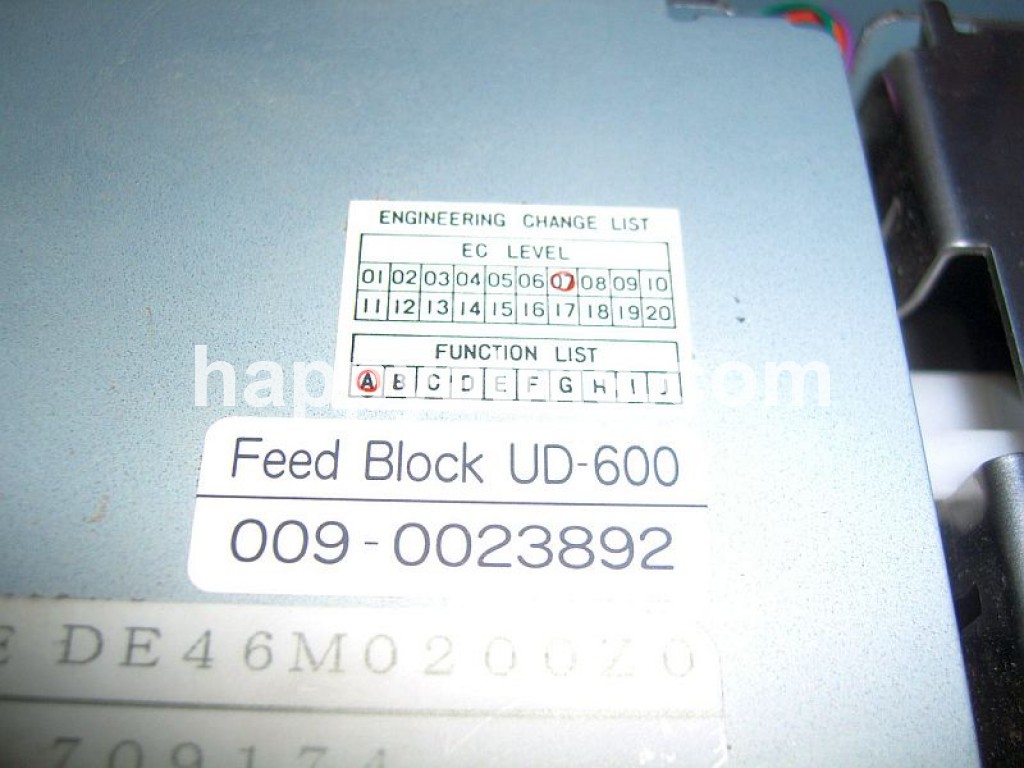 ENGINEERING CHANGE LIST
EC LEVEL
01 02 03 04 05 06 07 08 09 10
11 12 13 14 15 16 17 18 19 20
FUNCTION LIST
A B C D E F G H I J
Feed Block UD-600
009-0023892
E DE46M0200Z0
709174